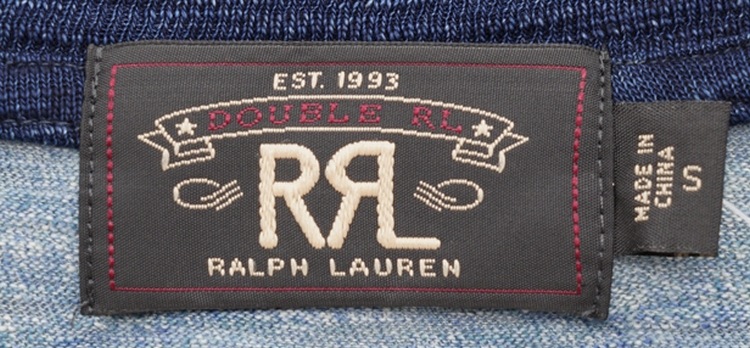 EST. 1993
DOUBLE RL
RRL
RALPH LAUREN
MADE IN
CHINA
S